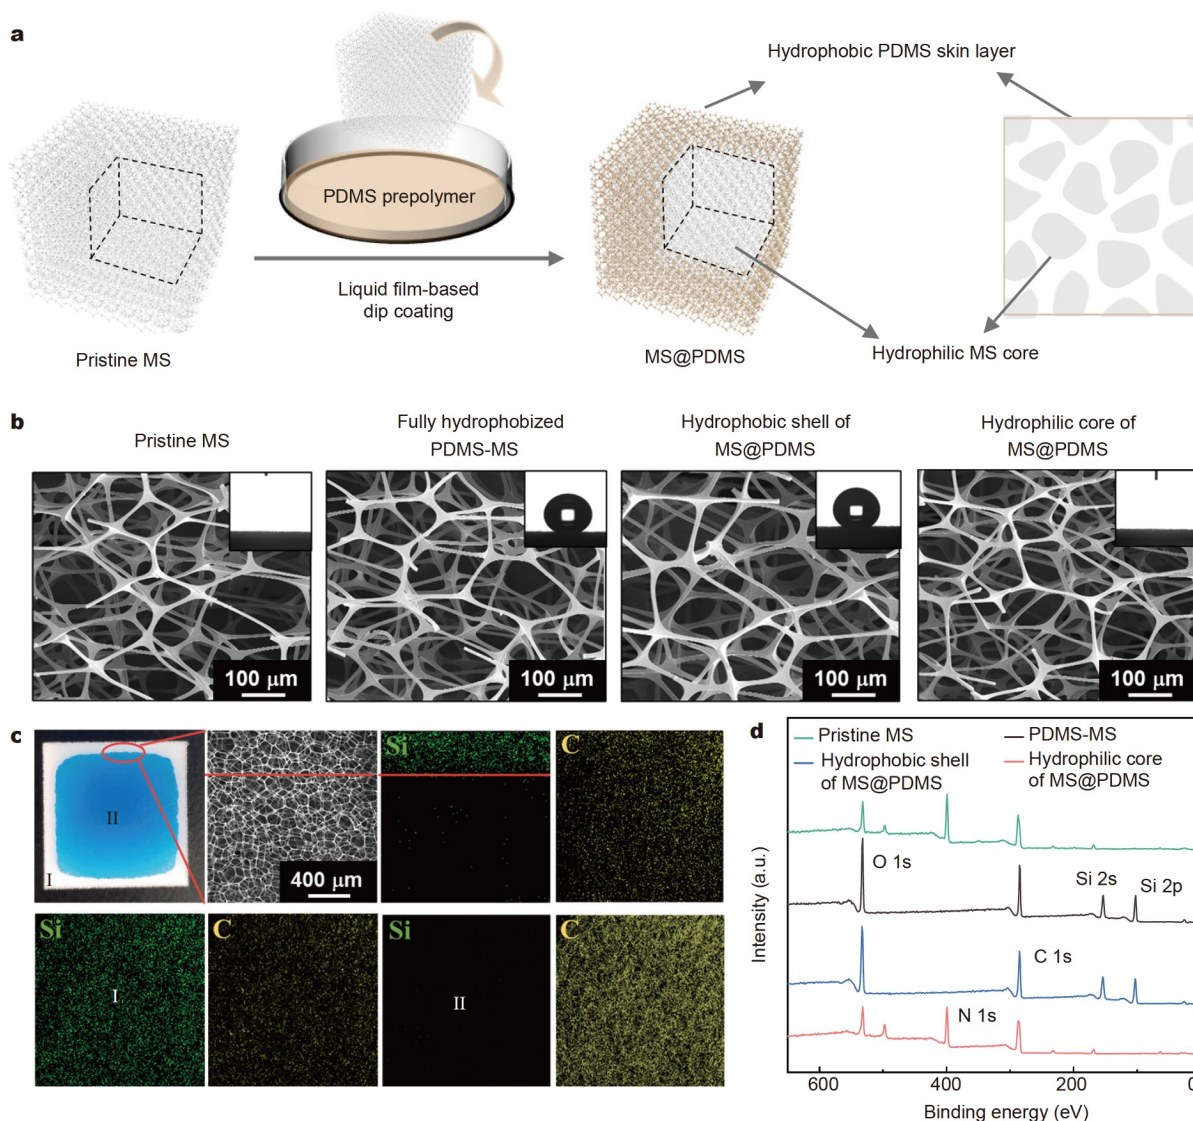 a
Hydrophobic PDMS skin layer
PDMS prepolymer
Liquid film-based
dip coating
Pristine MS
MS@PDMS
Hydrophilic MS core
b
Pristine MS
Fully hydrophobized
PDMS-MS
Hydrophobic shell of
MS@PDMS
Hydrophilic core of
MS@PDMS
100 μm
100 μm
100 μm
100 μm
c
II
I
400 μm
Si
C
Si
I
C
Si
II
C
d
Pristine MS
PDMS-MS
Hydrophobic shell
of MS@PDMS
Hydrophilic core
of MS@PDMS
O 1s
Si 2s
Si 2p
C 1s
N 1s
Intensity (a.u.)
600
400
200
0
Binding energy (eV)